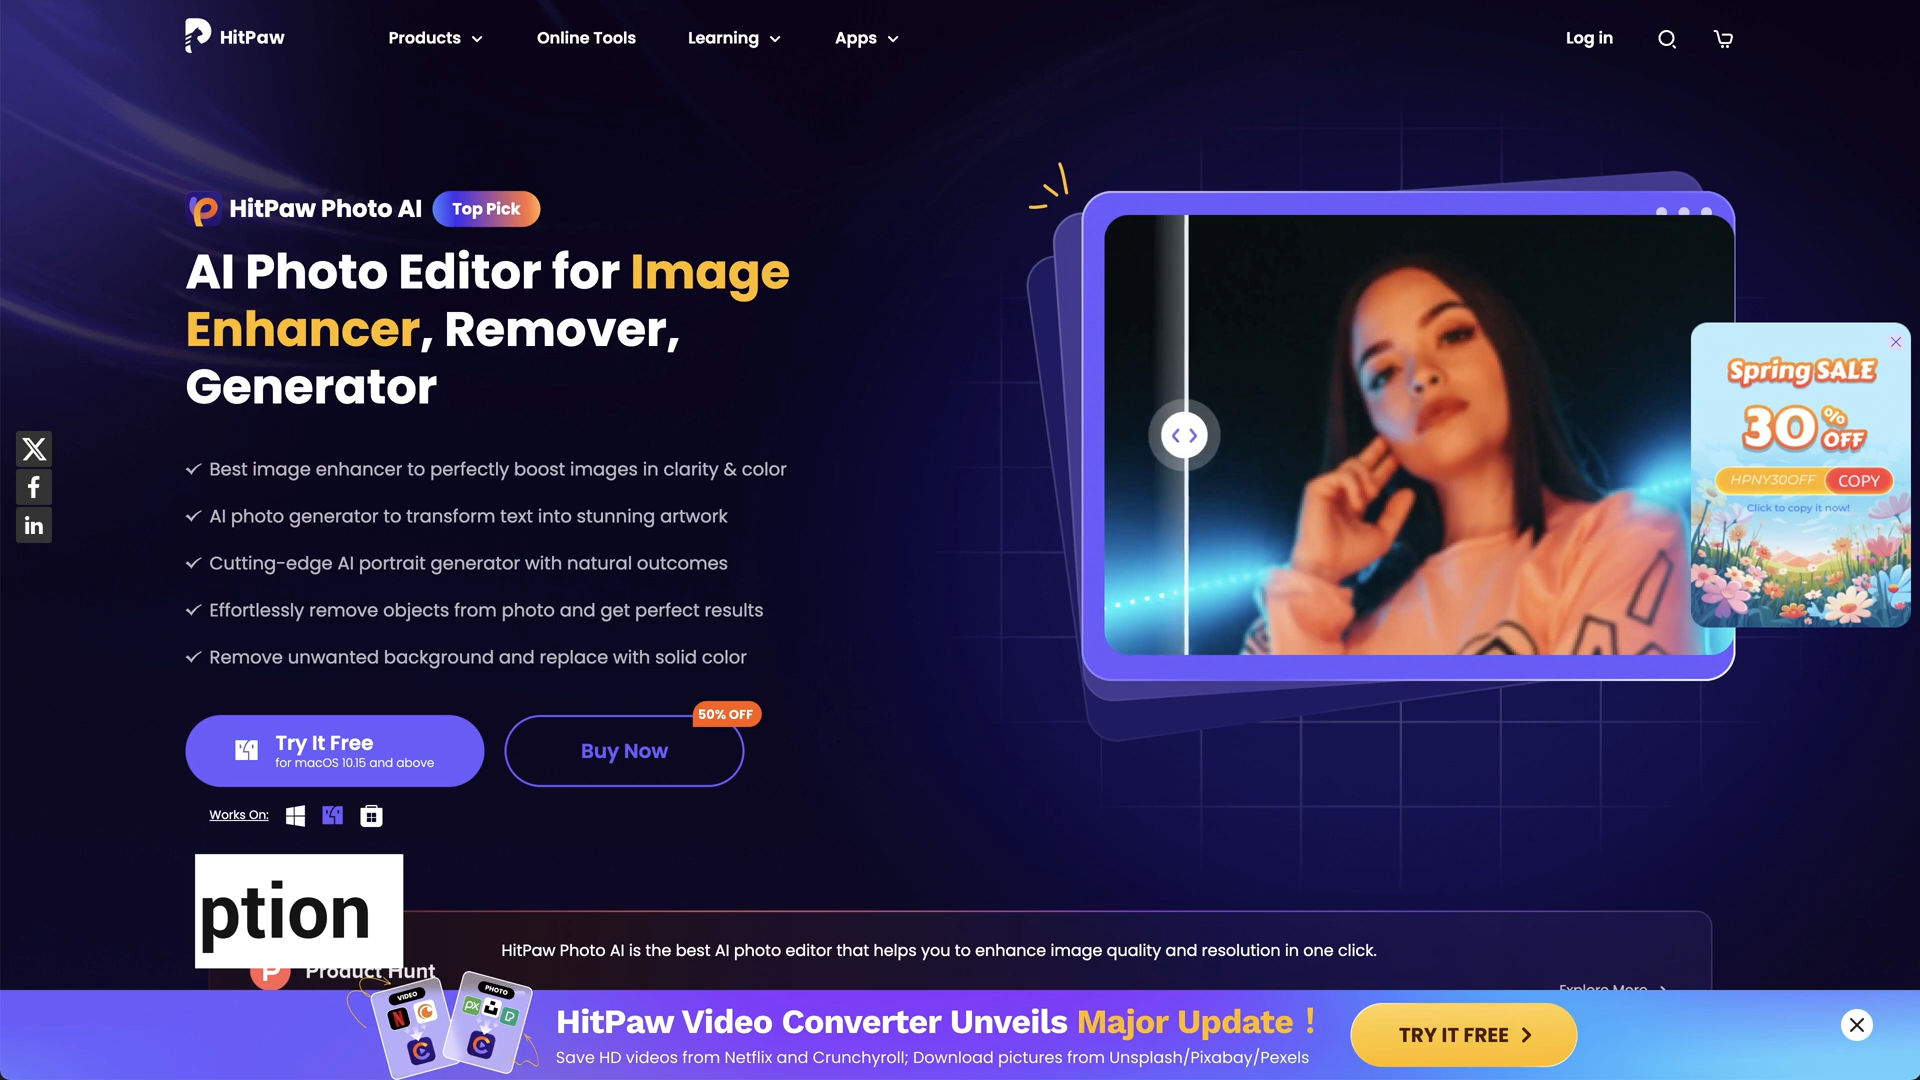 HitPaw
Products
Online Tools
Learning
Apps
Log in
HitPaw Photo AI
Top Pick
AI Photo Editor for Image
Enhancer, Remover,
Generator
Best image enhancer to perfectly boost images in clarity & color
AI photo generator to transform text into stunning artwork
Cutting-edge AI portrait generator with natural outcomes
Effortlessly remove objects from photo and get perfect results
Remove unwanted background and replace with solid color
Try It Free
for macOS 10.15 and above
50% OFF
Buy Now
Works On:
Spring SALE
30% OFF
HPNY30OFF COPY
Click to copy it now!
ption
HitPaw Photo AI is the best AI photo editor that helps you to enhance image quality and resolution in one click.
Product Hunt
Explore More
VIDEO
PHOTO
HitPaw Video Converter Unveils Major Update !
Save HD videos from Netflix and Crunchyroll; Download pictures from Unsplash/Pixabay/Pexels
TRY IT FREE